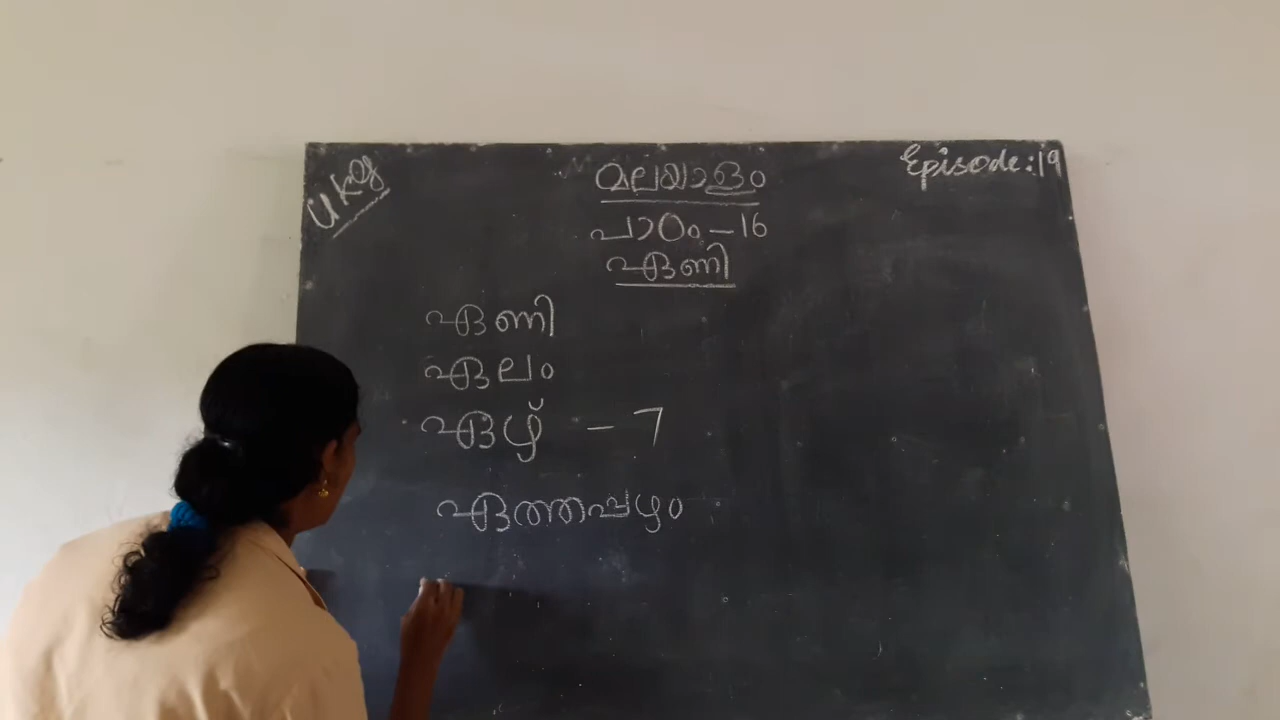 UKG
മലയാളം
Episode:19
പാഠം - 16
ഏണി
ഏണി
ഏലം
ഏഴ് - 7
ഏത്തപ്പഴം